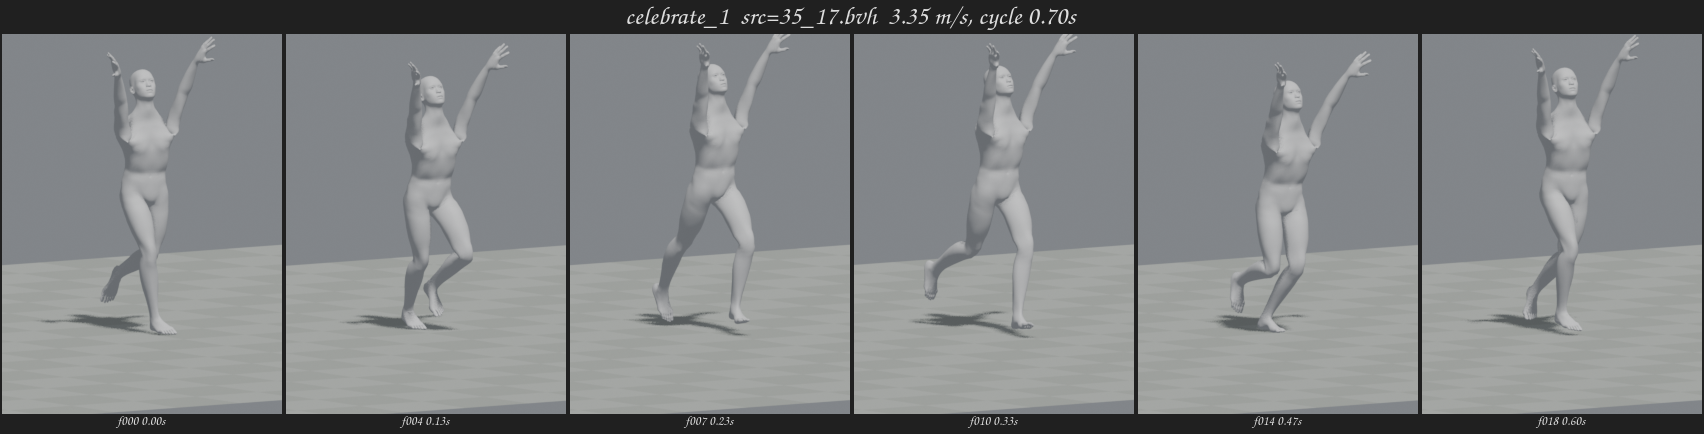 celebrate_1 src=35_17.bvh 3.35 m/s, cycle 0.70s
f000 0.00s
f004 0.13s
f007 0.23s
f010 0.33s
f014 0.47s
f018 0.60s